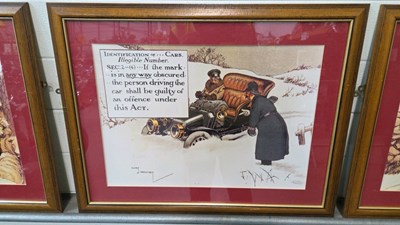 IDENTIFICATION OF CARS
Illegible Number.
SEC. 2-(4)-If the mark
is in any way obscured
the person driving the
car shall be guilty of
an offence under
this ACT.